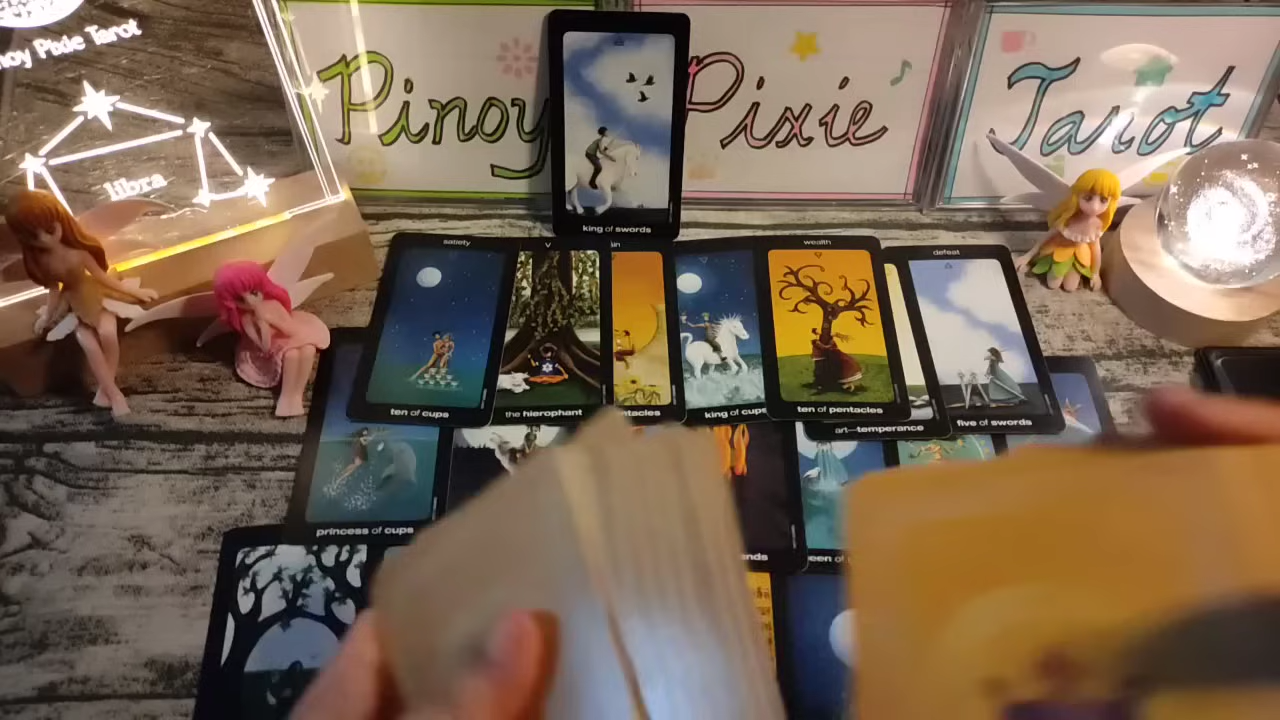 Pixie Tarot
libra
Pinoy
Pixie
Tarot
king of swords
satiety
V
wealth
defeat
ten of cups
the hierophant
king of cups
ten of pentacles
art—temperance
five of swords
princess of cups